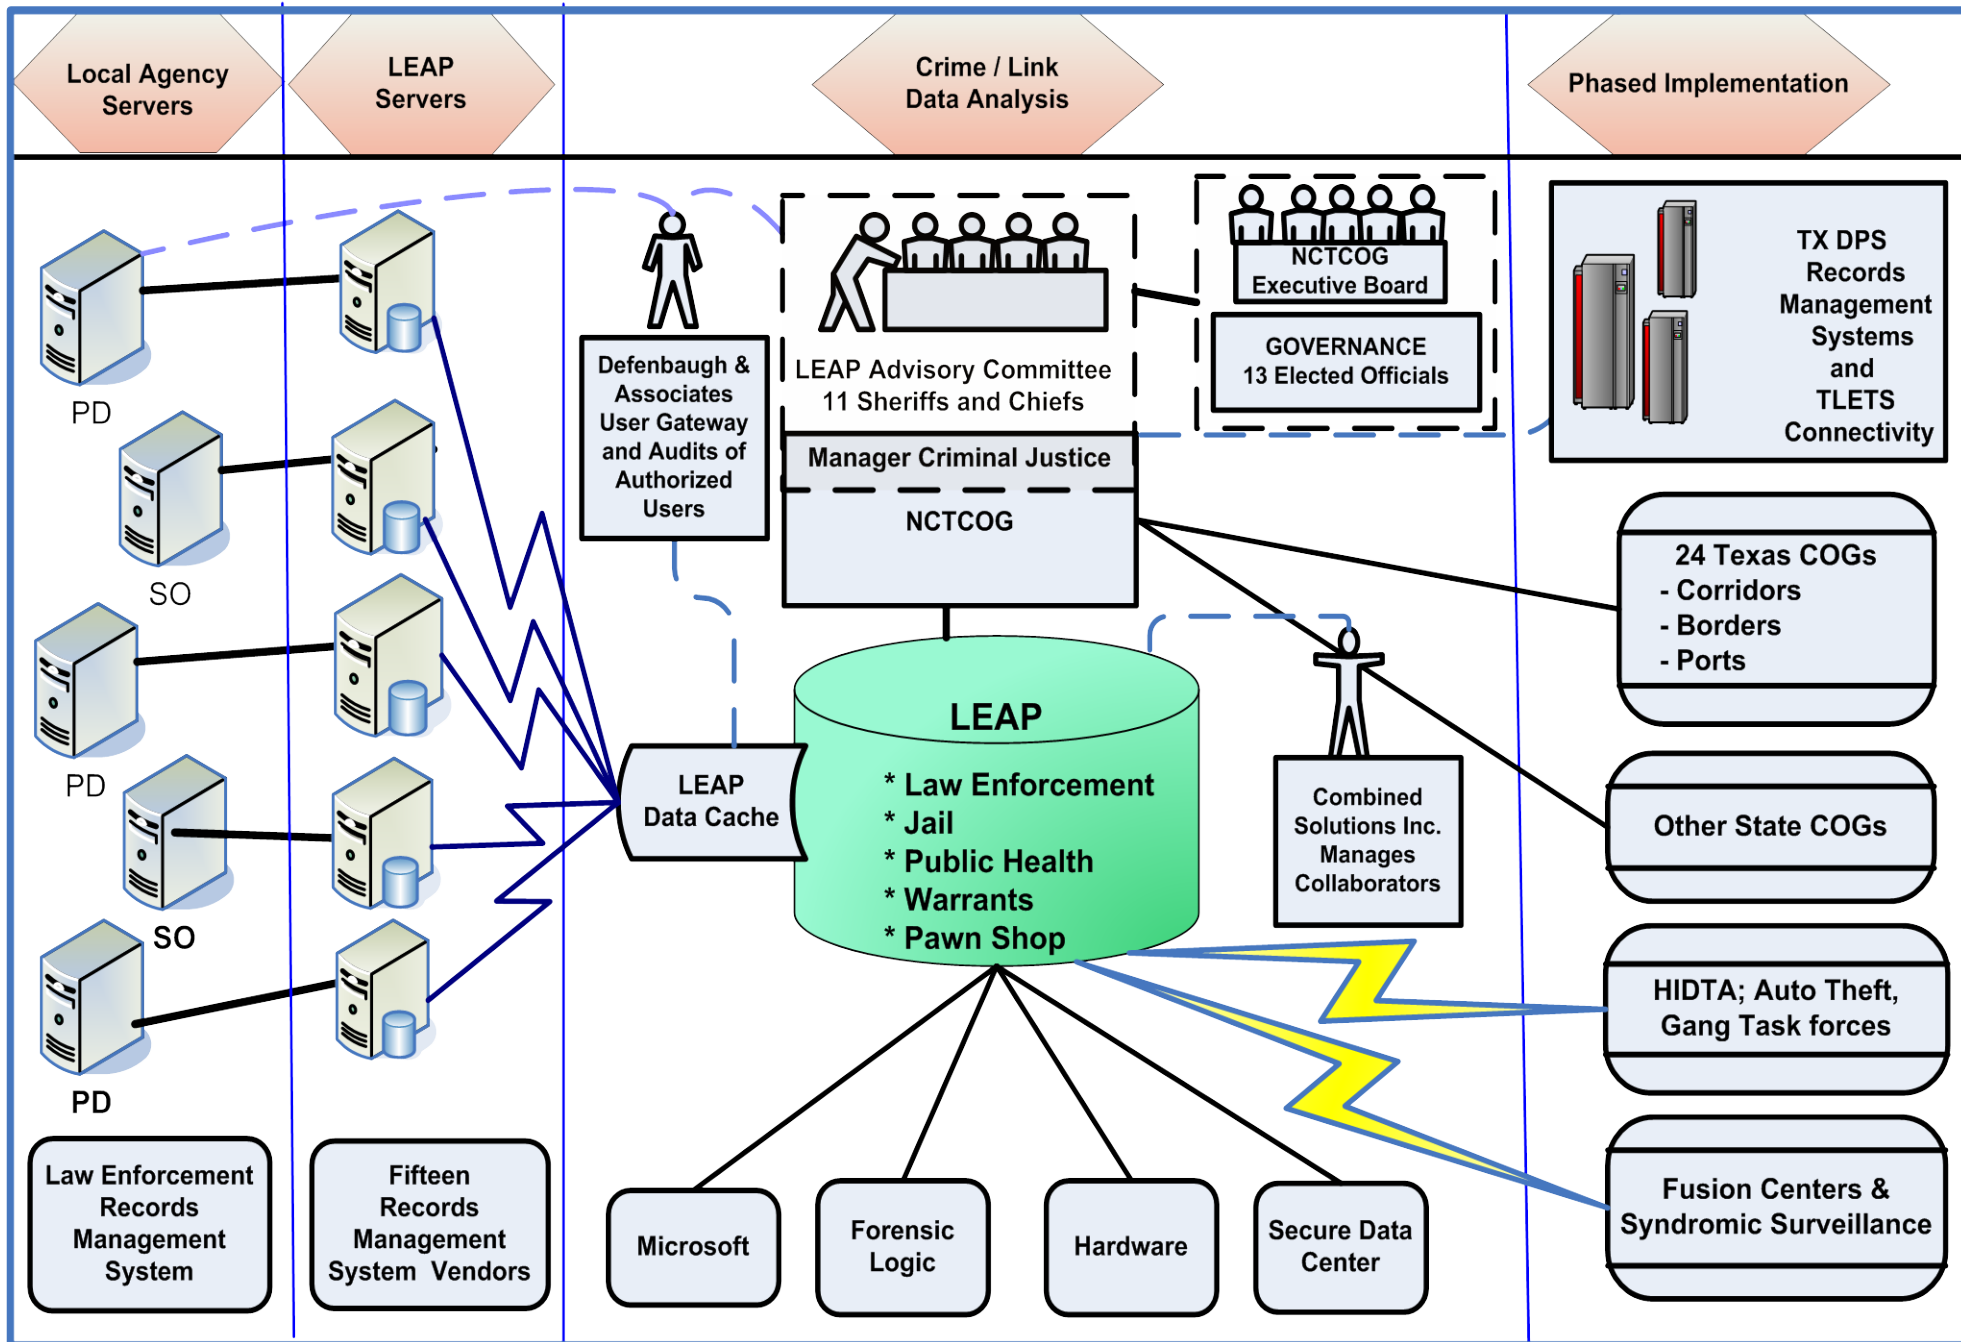 Local Agency
Servers
LEAP
Servers
Crime / Link
Data Analysis
Phased Implementation
PD
SO
PD
SO
PD
Law Enforcement
Records
Management
System
Fifteen
Records
Management
System Vendors
Defenbaugh &
Associates
User Gateway
and Audits of
Authorized
Users
LEAP Advisory Committee
11 Sheriffs and Chiefs
Manager Criminal Justice
NCTCOG
NCTCOG
Executive Board
GOVERNANCE
13 Elected Officials
LEAP
Data Cache
LEAP
* Law Enforcement
* Jail
* Public Health
* Warrants
* Pawn Shop
Combined
Solutions Inc.
Manages
Collaborators
Microsoft
Forensic
Logic
Hardware
Secure Data
Center
TX DPS
Records
Management
Systems
and
TLETS
Connectivity
24 Texas COGs
- Corridors
- Borders
- Ports
Other State COGs
HIDTA; Auto Theft,
Gang Task forces
Fusion Centers &
Syndromic Surveillance